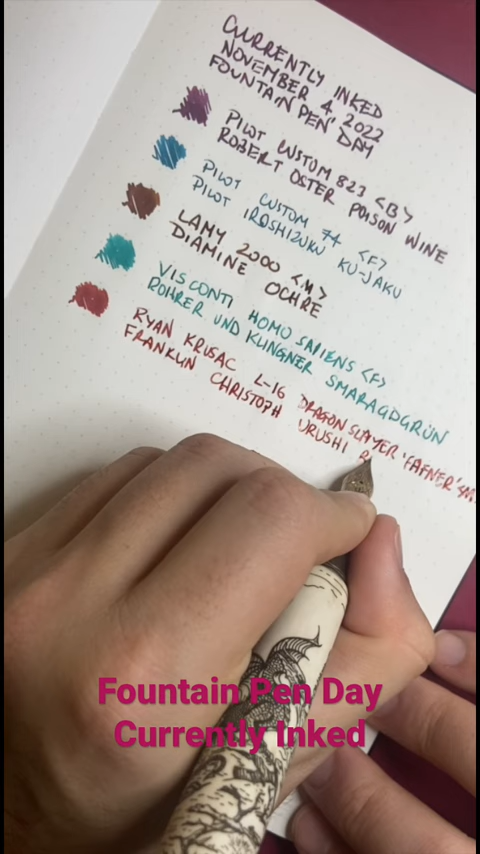 CURRENTLY INKED
NOVEMBER 4, 2022
FOUNTAIN PEN DAY
PILOT CUSTOM 823 <B>
ROBERT OSTER POISON WINE
PILOT CUSTOM 74 <F>
PILOT IROSHIZUKU KU-JAKU
LAMY 2000 <M>
DIAMINE OCHRE
VISCONTI HOMO SAPIENS <F>
ROHRER UND KLINGNER SMARAGDGRÜN
RYAN KRUSAC L-16 DRAGON SLAYER 'FAFNER'
FRANKLIN CHRISTOPH URUSHI
Fountain Pen Day
Currently Inked